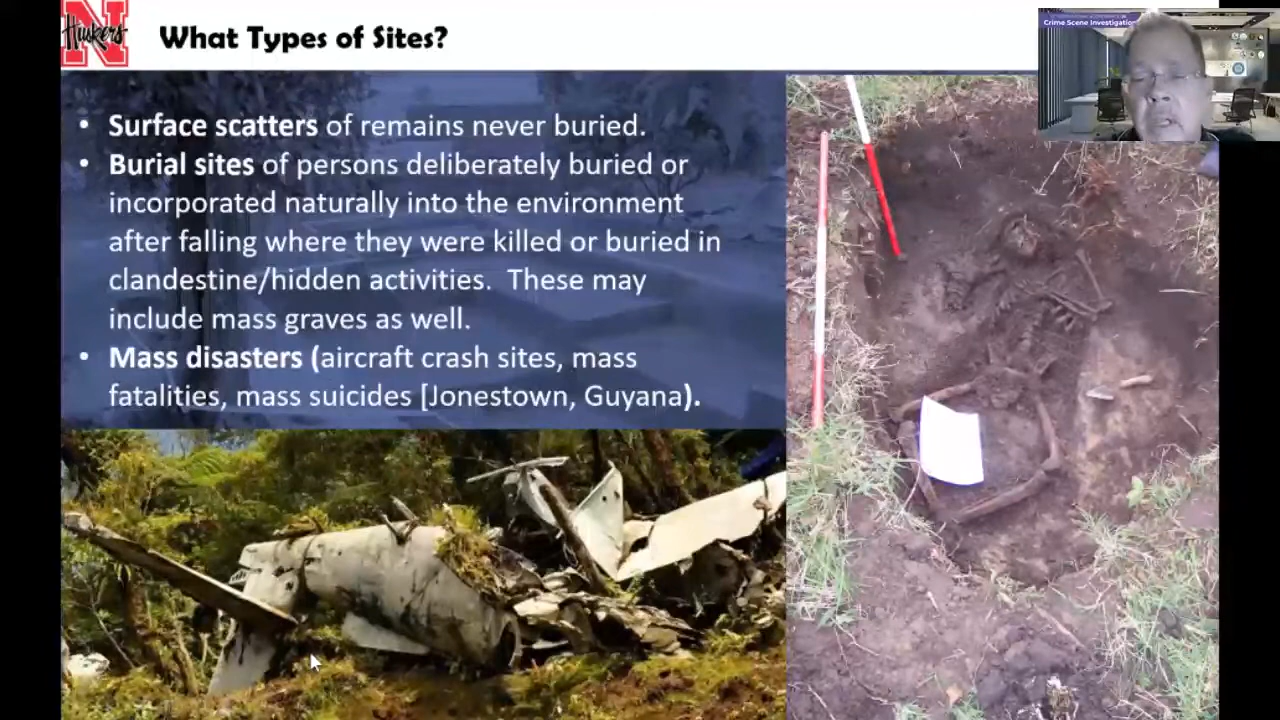 Huskers
N
What Types of Sites?
Crime Scene Investigation
• Surface scatters of remains never buried.
• Burial sites of persons deliberately buried or
incorporated naturally into the environment
after falling where they were killed or buried in
clandestine/hidden activities. These may
include mass graves as well.
• Mass disasters (aircraft crash sites, mass
fatalities, mass suicides [Jonestown, Guyana).